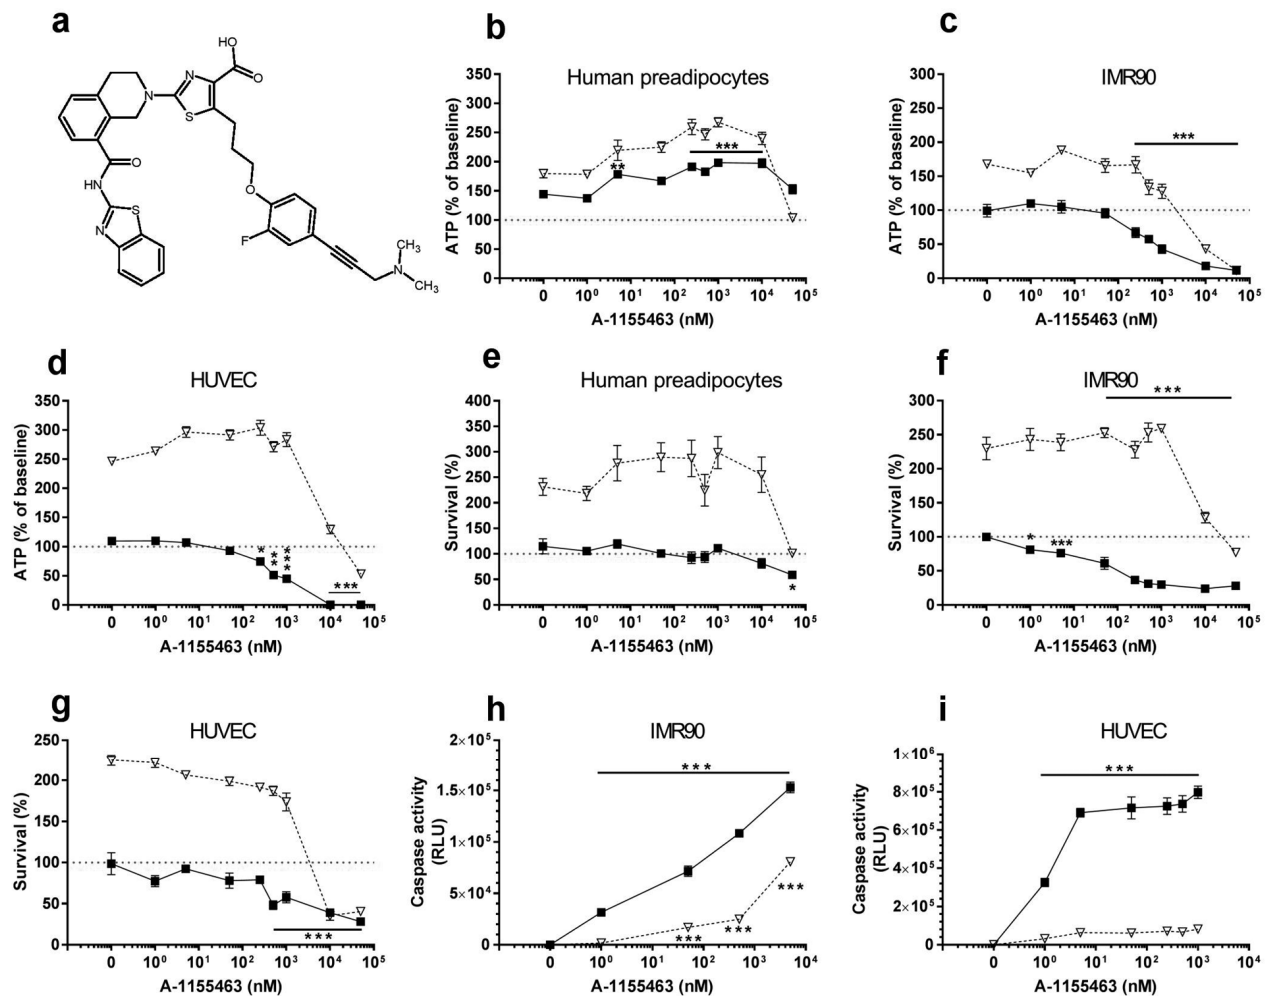 a
HO
N
O
N
S
O
HN
O
S
N
F
CH3
N
CH3
b
Human preadipocytes
ATP (% of baseline)
350
300
250
200
150
100
50
0
**
***
0 10^0 10^1 10^2 10^3 10^4 10^5
A-1155463 (nM)
c
IMR90
ATP (% of baseline)
300
250
200
150
100
50
0
***
0 10^0 10^1 10^2 10^3 10^4 10^5
A-1155463 (nM)
d
HUVEC
ATP (% of baseline)
350
300
250
200
150
100
50
0
*
**
***
***
0 10^0 10^1 10^2 10^3 10^4 10^5
A-1155463 (nM)
e
Human preadipocytes
Survival (%)
400
350
300
250
200
150
100
50
0
*
0 10^0 10^1 10^2 10^3 10^4 10^5
A-1155463 (nM)
f
IMR90
***
Survival (%)
300
250
200
150
100
50
0
*
***
0 10^0 10^1 10^2 10^3 10^4 10^5
A-1155463 (nM)
g
HUVEC
Survival (%)
250
200
150
100
50
0
***
0 10^0 10^1 10^2 10^3 10^4 10^5
A-1155463 (nM)
h
IMR90
Caspase activity
(RLU)
2×10^5
1.5×10^5
1×10^5
5×10^4
0
***
***
***
***
0 10^0 10^1 10^2 10^3 10^4
A-1155463 (nM)
i
HUVEC
Caspase activity
(RLU)
1×10^6
8×10^5
6×10^5
4×10^5
2×10^5
0
***
0 10^0 10^1 10^2 10^3 10^4
A-1155463 (nM)